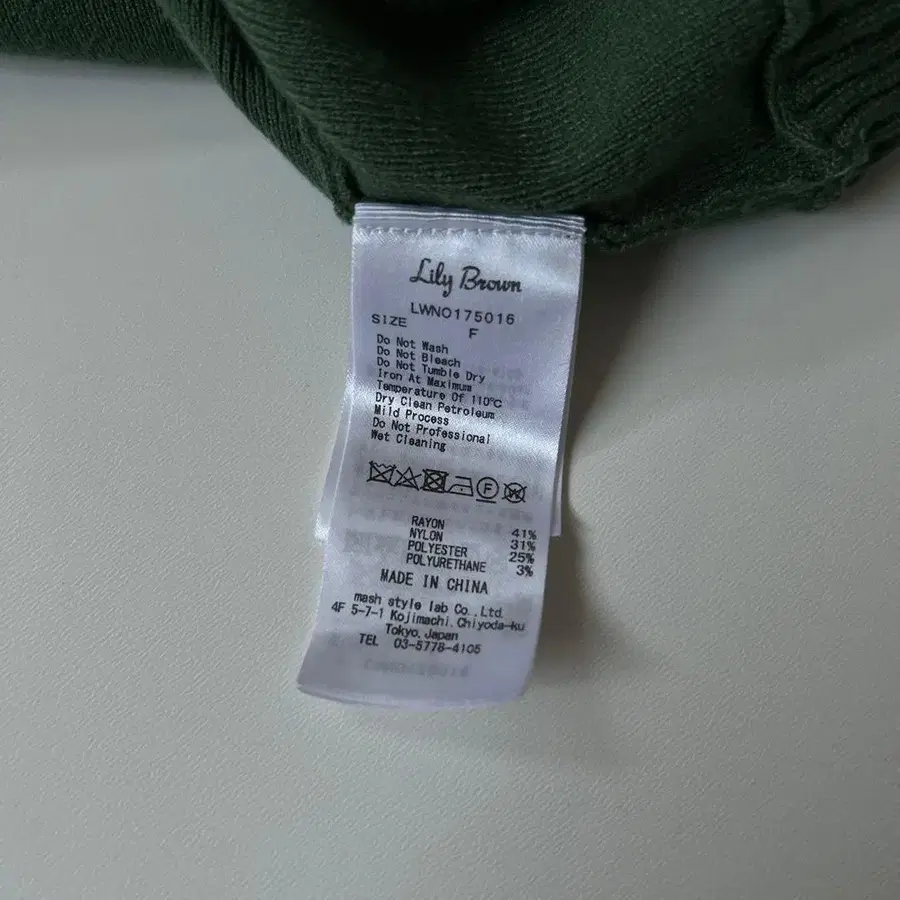 Lily Brown
LWNO175016
SIZE
F
Do Not Wash
Do Not Bleach
Do Not Tumble Dry
Iron At Maximum
Temperature Of 110℃
Dry Clean Petroleum
Mild Process
Do Not Professional
Wet Cleaning
F W
RAYON 41%
NYLON 31%
POLYESTER 25%
POLYURETHANE 3%
MADE IN CHINA
mash style lab Co.,Ltd.
4F 5-7-1 Kojimachi.Chiyoda-ku
Tokyo,Japan
TEL 03-5778-4105